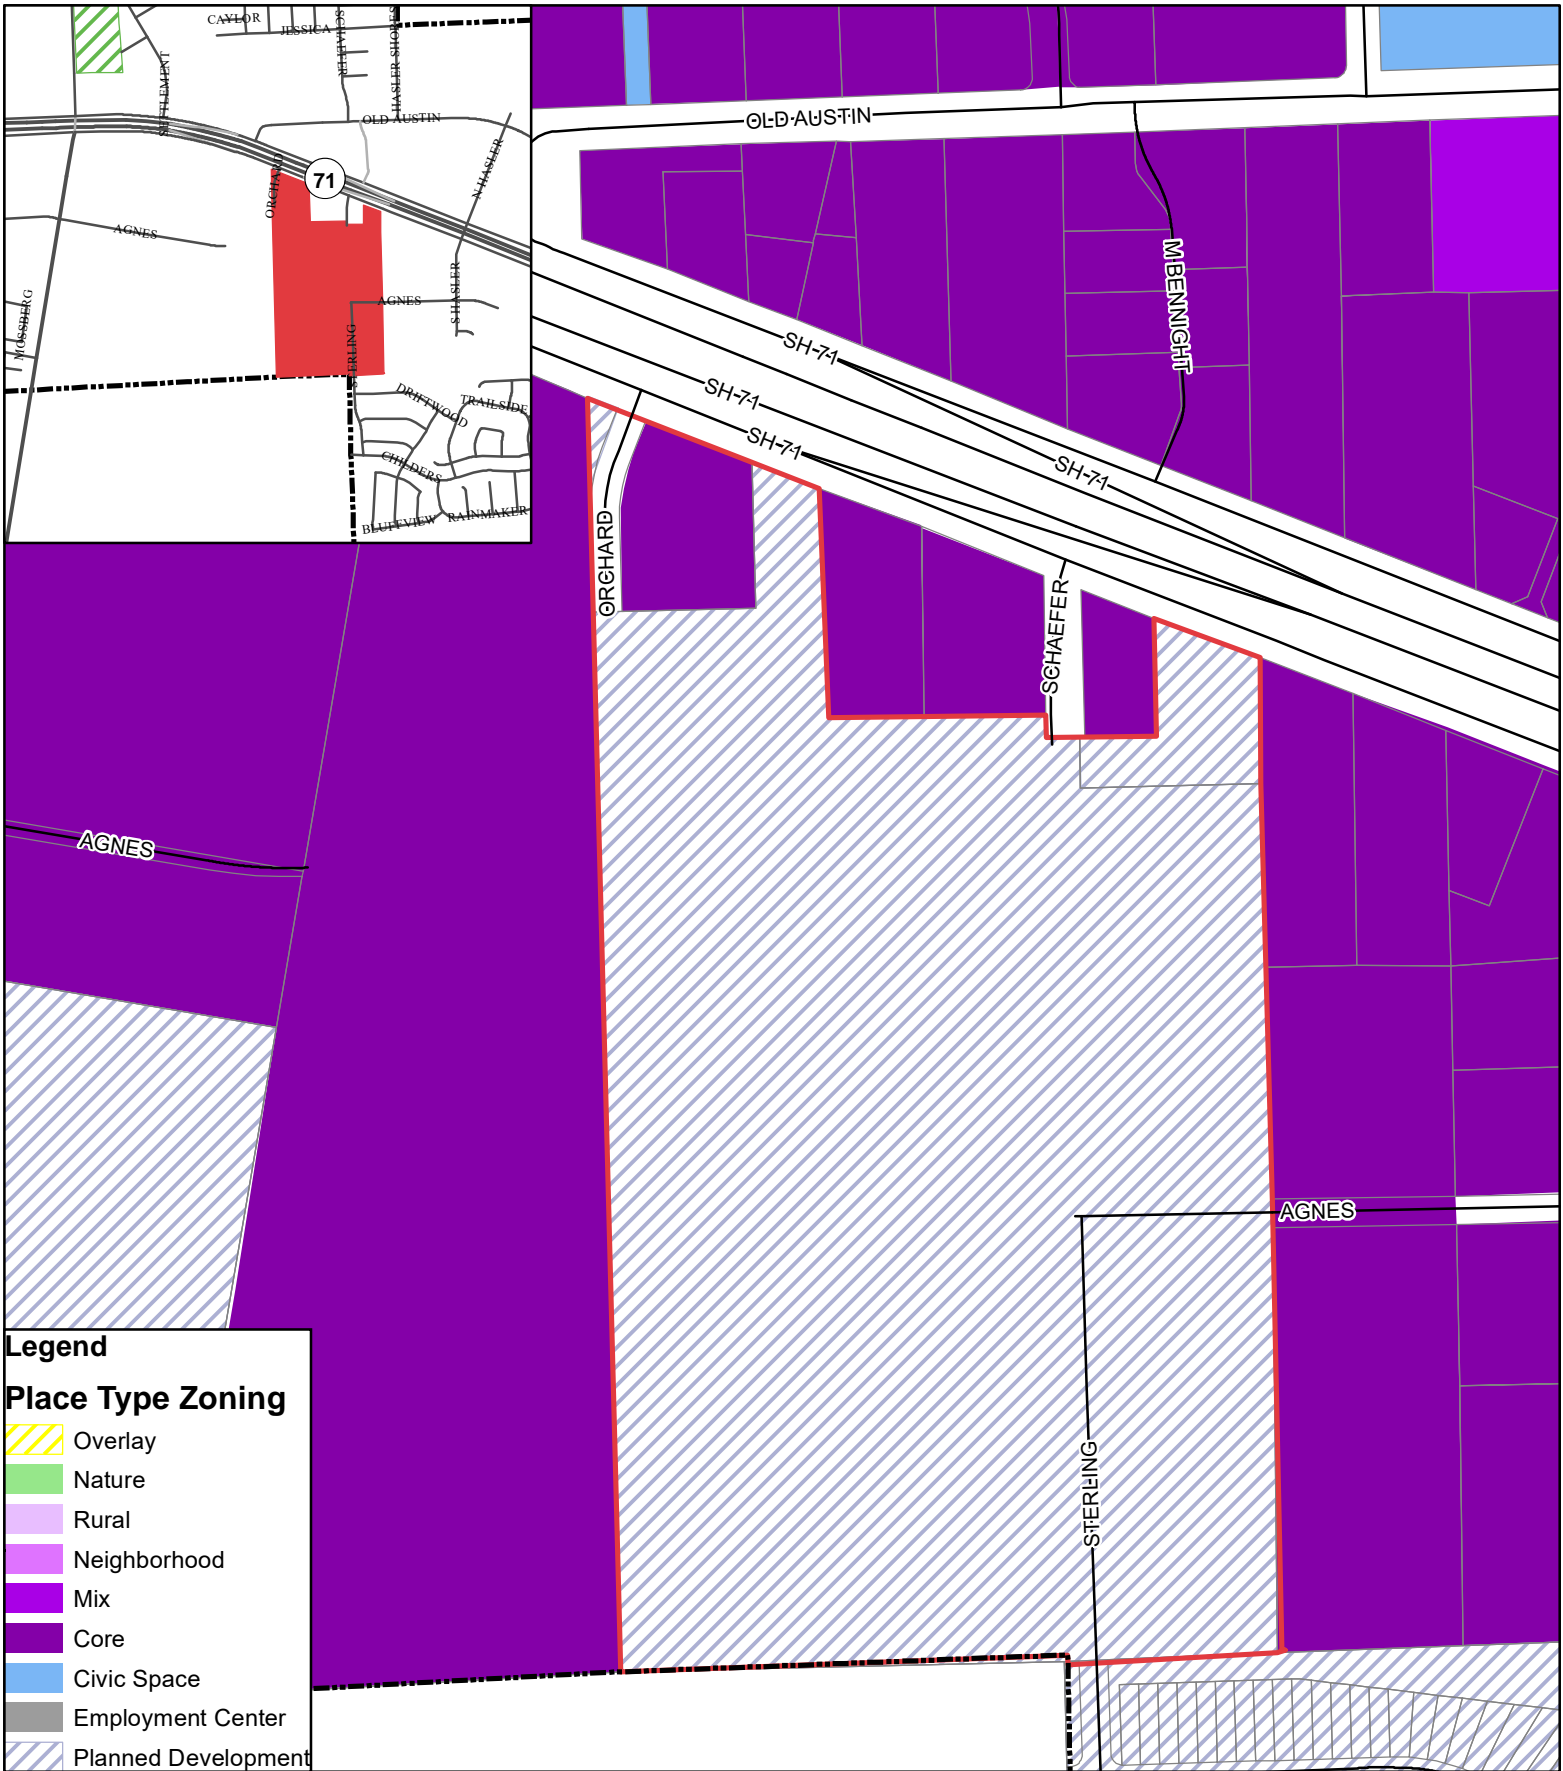 CAYLOR
JESSICA
SCHAEFER
HASLER SHORES
SETTLEMENT
OLD AUSTIN
ORCHARD
71
N HASLER
AGNES
MOSSBERG
AGNES
S HASLER
STERLING
DRIFTWOOD
TRAILSIDE
CHILDERS
BLUFFVIEW
RAINMAKER
OLD AUSTIN
M BENNIGHT
SH-71
SH-71
SH-71
SH-71
ORCHARD
SCHAEFER
AGNES
AGNES
STERLING
Legend
Place Type Zoning
Overlay
Nature
Rural
Neighborhood
Mix
Core
Civic Space
Employment Center
Planned Development